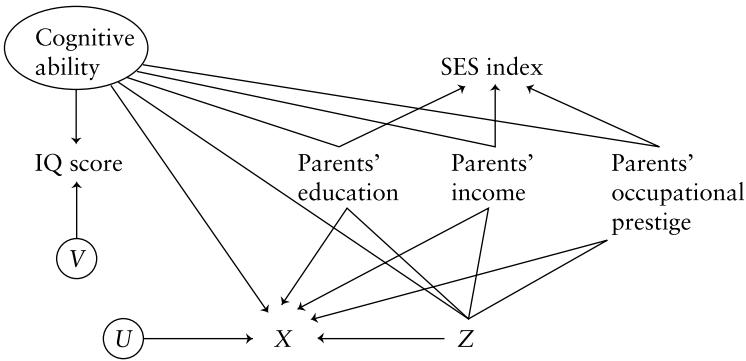 Cognitive
ability
SES index
IQ score
Parents'
education
Parents'
income
Parents'
occupational
prestige
V
U
X
Z